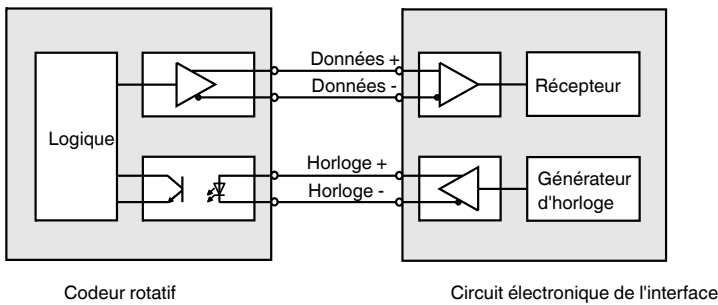 Données +
Données -
Récepteur
Logique
Horloge +
Horloge -
Générateur
d'horloge
Codeur rotatif
Circuit électronique de l'interface